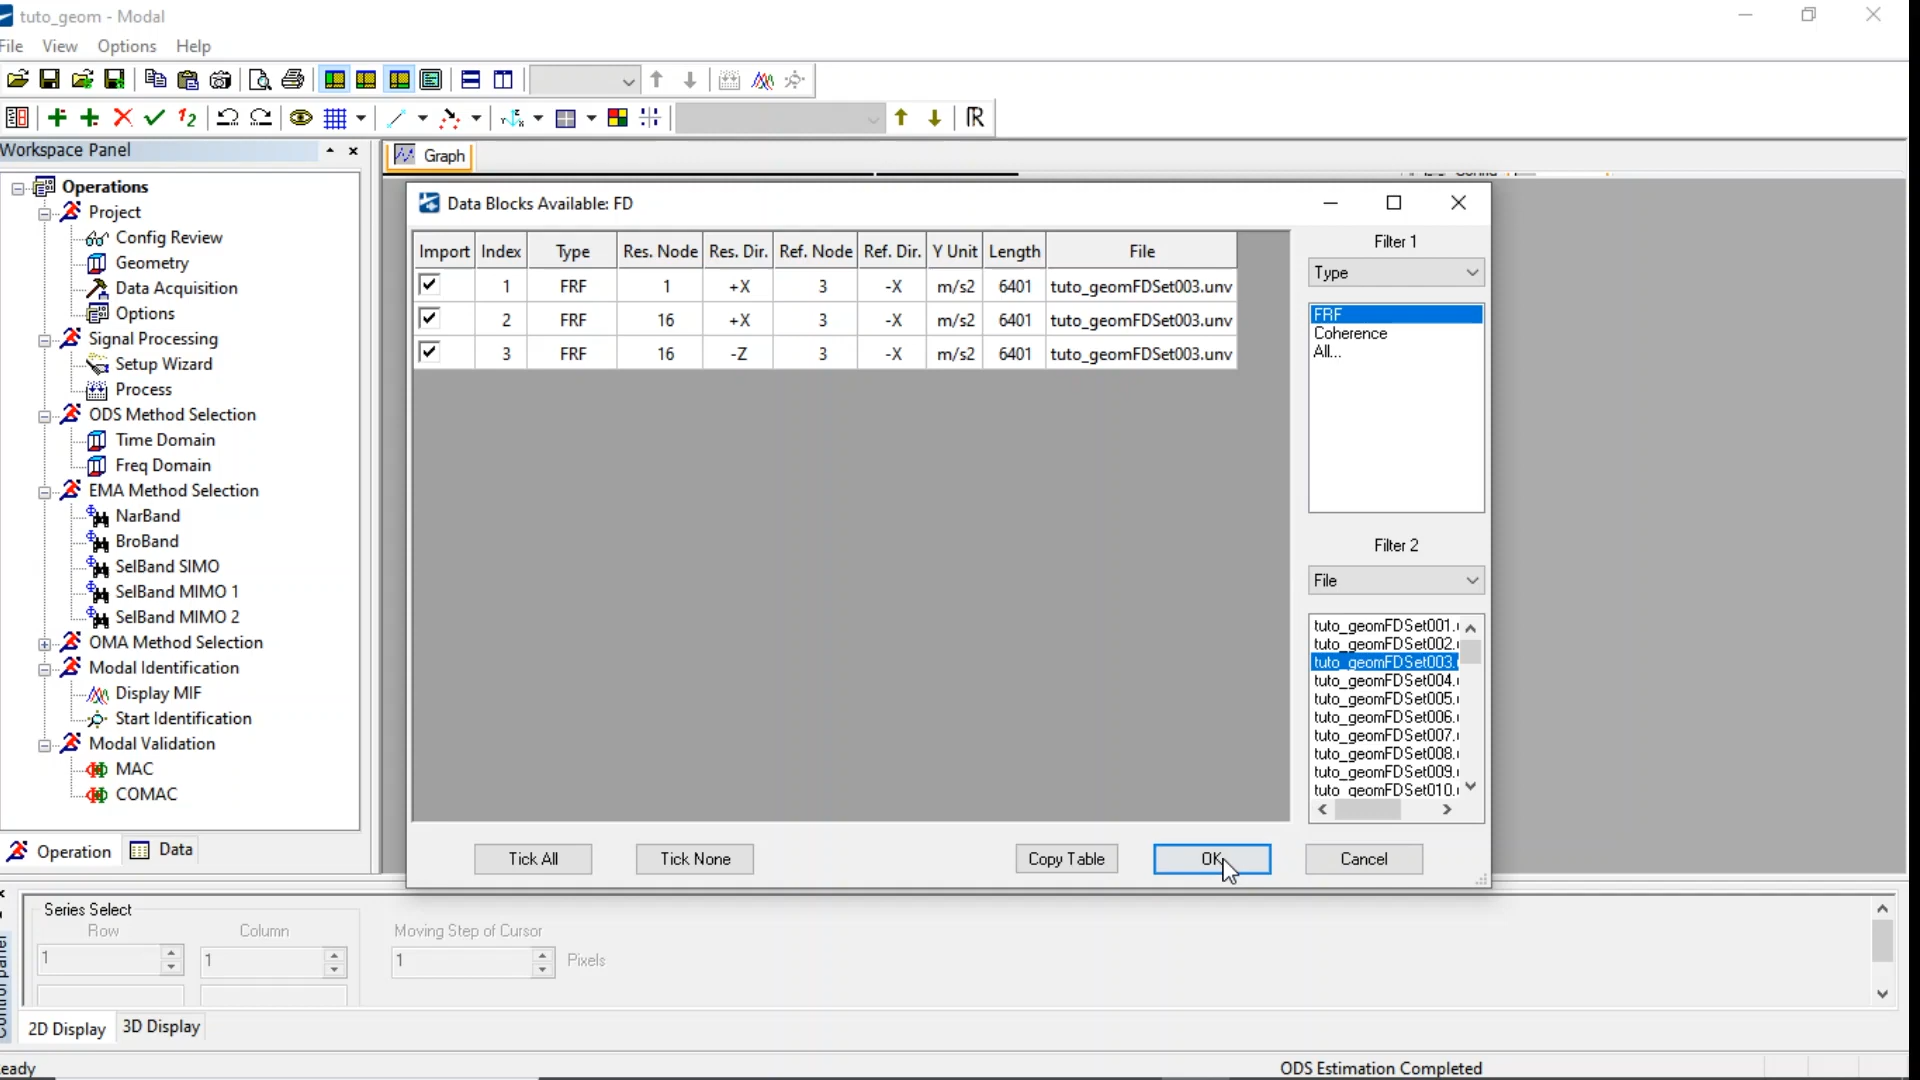 tuto_geom - Modal
File View Options Help
Workspace Panel
Graph
Operations
Project
Config Review
Geometry
Data Acquisition
Options
Signal Processing
Setup Wizard
Process
ODS Method Selection
Time Domain
Freq Domain
EMA Method Selection
NarBand
BroBand
SelBand SIMO
SelBand MIMO 1
SelBand MIMO 2
OMA Method Selection
Modal Identification
Display MIF
Start Identification
Modal Validation
MAC
COMAC
Operation Data
Data Blocks Available: FD
Import Index Type Res. Node Res. Dir. Ref. Node Ref. Dir. Y Unit Length File
1 FRF 1 +X 3 -X m/s2 6401 tuto_geomFDSet003.unv
2 FRF 16 +X 3 -X m/s2 6401 tuto_geomFDSet003.unv
3 FRF 16 -Z 3 -X m/s2 6401 tuto_geomFDSet003.unv
Filter 1
Type
FRF
Coherence
All...
Filter 2
File
tuto_geomFDSet001.
tuto_geomFDSet002.
tuto_geomFDSet003.
tuto_geomFDSet004.
tuto_geomFDSet005.
tuto_geomFDSet006.
tuto_geomFDSet007.
tuto_geomFDSet008.
tuto_geomFDSet009.
tuto_geomFDSet010.
Tick All Tick None Copy Table OK Cancel
Series Select
Row Column Moving Step of Cursor
1 1 1 Pixels
2D Display 3D Display
eady ODS Estimation Completed